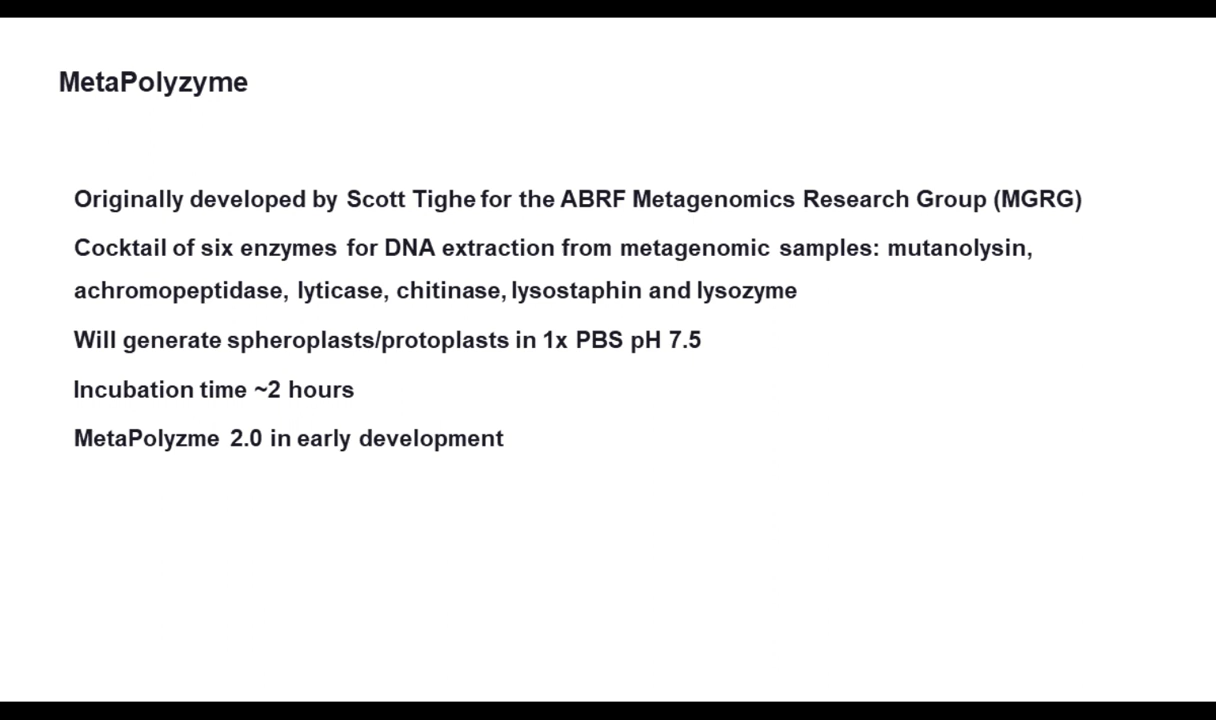 MetaPolyzyme
Originally developed by Scott Tighe for the ABRF Metagenomics Research Group (MGRG)
Cocktail of six enzymes for DNA extraction from metagenomic samples: mutanolysin,
achromopeptidase, lyticase, chitinase, lysostaphin and lysozyme
Will generate spheroplasts/protoplasts in 1x PBS pH 7.5
Incubation time ~2 hours
MetaPolyzme 2.0 in early development